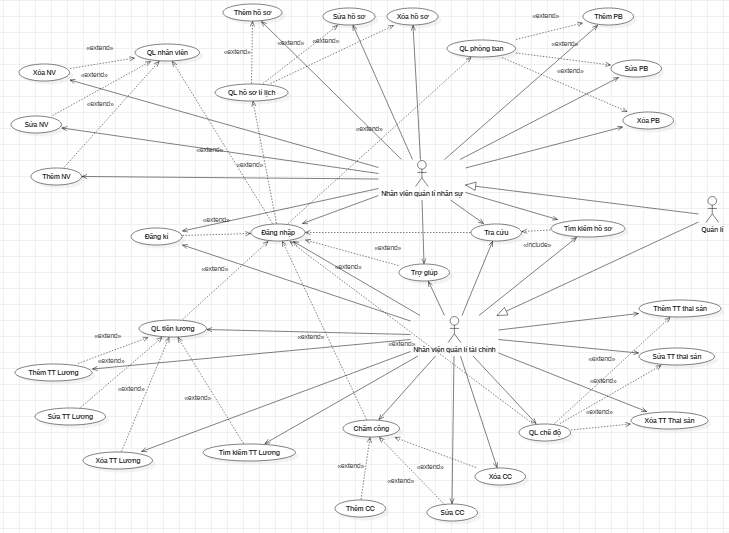 Thêm hồ sơ
Sửa hồ sơ
Xóa hồ sơ
Thêm PB
«extend»
QL nhân viên
«extend»
«extend»
«extend»
«extend»
QL phòng ban
«extend»
Xóa NV
«extend»
«extend»
Sửa PB
QL hồ sơ lí lịch
«extend»
Sửa NV
«extend»
Xóa PB
«extend»
«extend»
Thêm NV
Nhân viên quản lí nhân sự
«extend»
Đăng kí
Đăng nhập
Tra cứu
Tìm kiếm hồ sơ
Quản lí
«extend»
«include»
«extend»
«extend»
Trợ giúp
Thêm TT thai sản
QL tiền lương
«extend»
«extend»
«extend»
Nhân viên quản lí tài chính
«extend»
«extend»
Sửa TT thai sản
Thêm TT Lương
«extend»
«extend»
«extend»
«extend»
Sửa TT Lương
Chấm công
QL chế độ
Xóa TT Thai sản
Xóa TT Lương
Tìm kiếm TT Lương
«extend»
«extend»
«extend»
Xóa CC
Thêm CC
Sửa CC